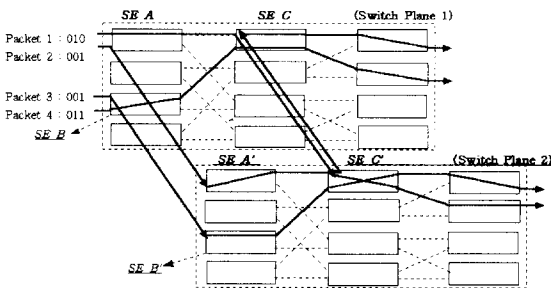 SE A SE C (Switch Plane 1)
Packet 1 : 010
Packet 2 : 001
Packet 3 : 001
Packet 4 : 011
SE B
SE A' SE C' (Switch Plane 2)
SE B'